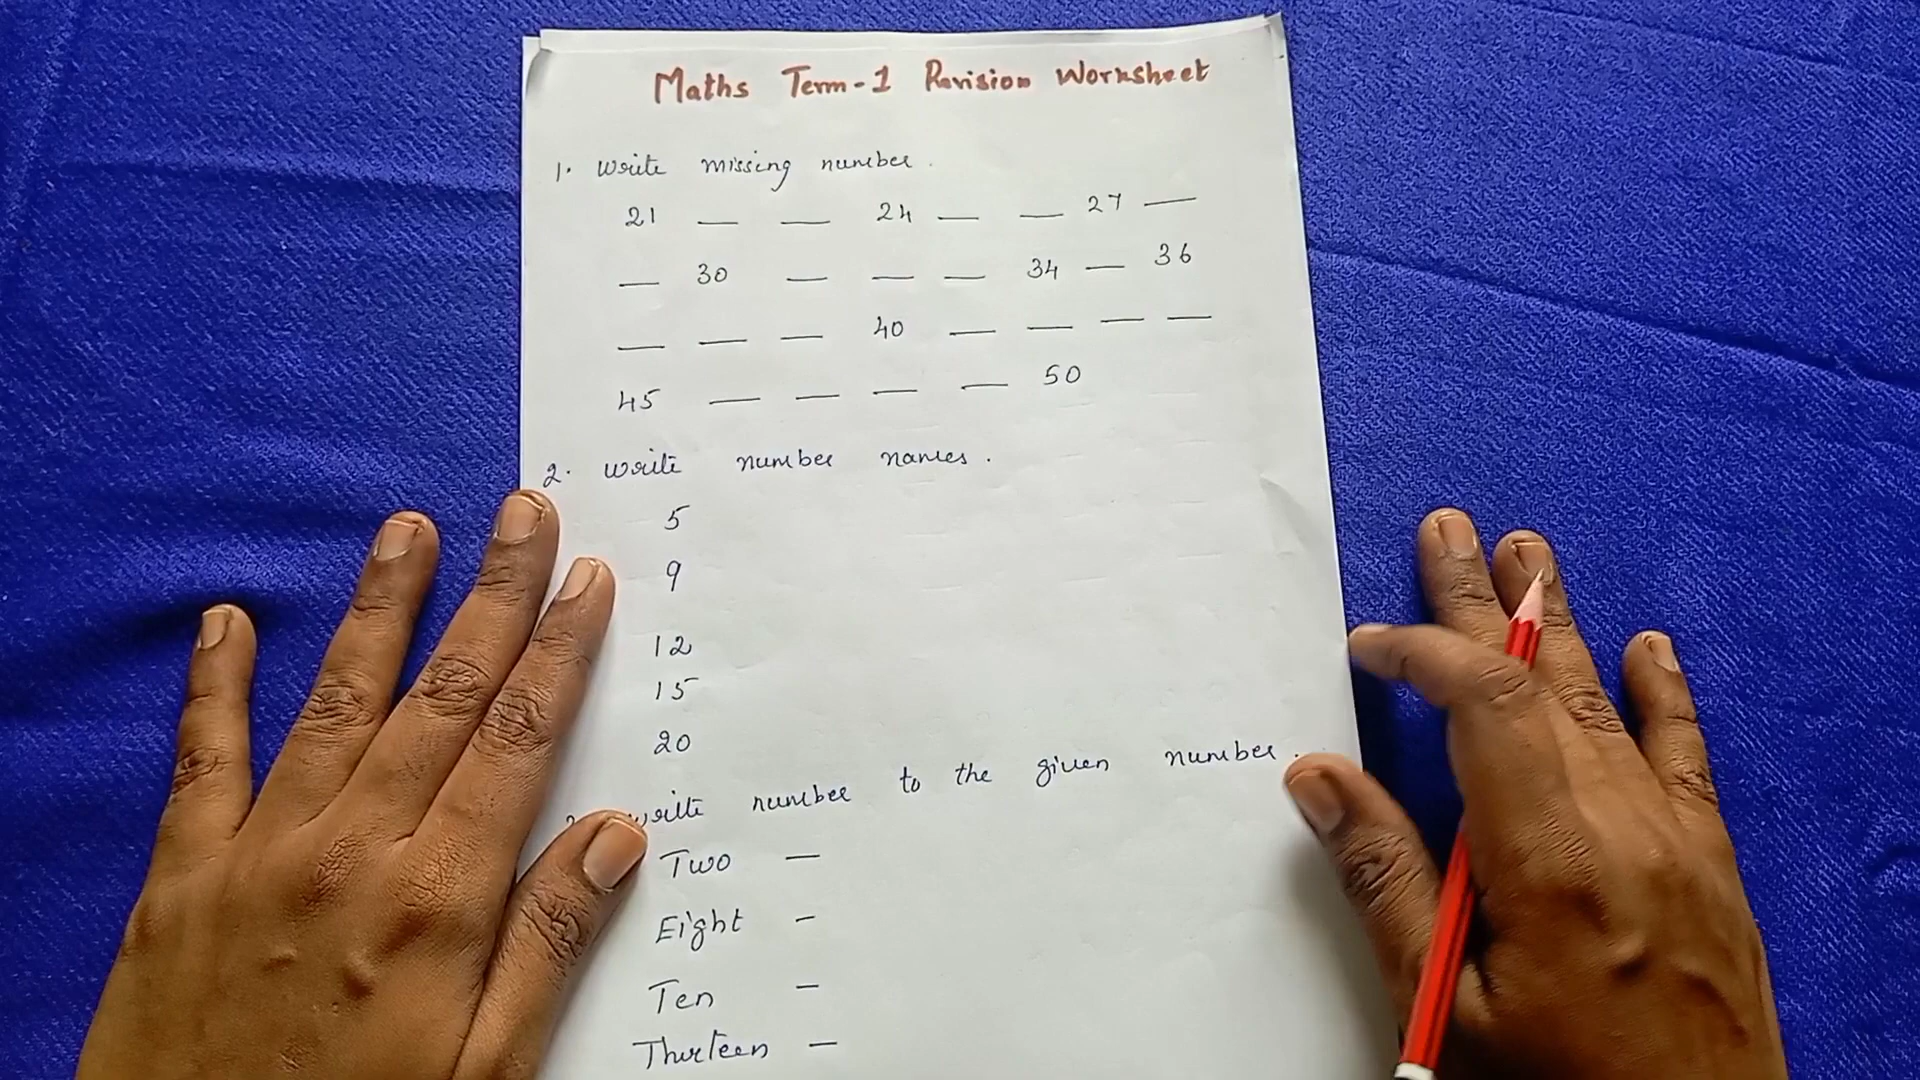 Maths Term-1 Revision Worksheet
1. Write missing number.
21 __ __ 24 __ __ 27 __
__ 30 __ __ __ 34 __ 36
__ __ __ 40 __ __ __ __
45 __ __ __ __ 50
2. Write number names.
5
9
12
15
20
write number to the given number.
Two —
Eight —
Ten —
Thirteen —